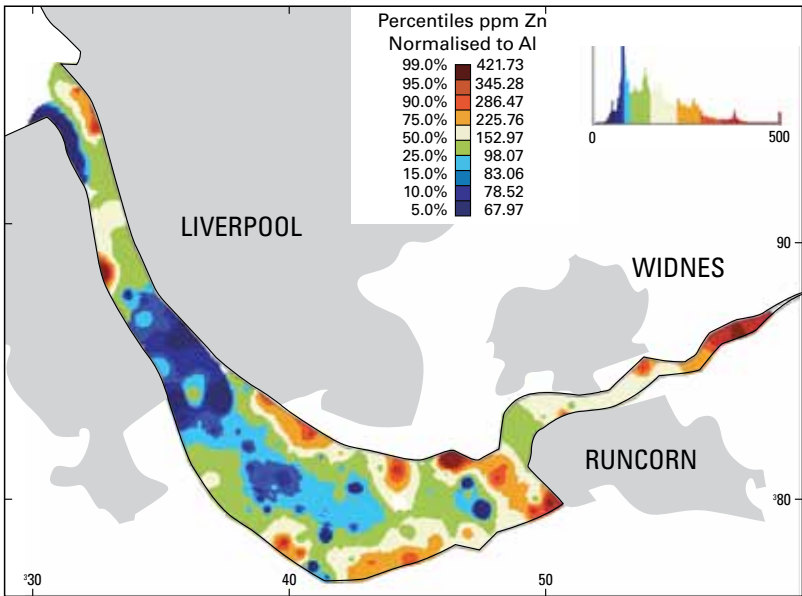 Percentiles ppm Zn
Normalised to Al
99.0% 421.73
95.0% 345.28
90.0% 286.47
75.0% 225.76
50.0% 152.97
25.0% 98.07
15.0% 83.06
10.0% 78.52
5.0% 67.97
0 500
LIVERPOOL
90
WIDNES
RUNCORN
³80
³30 40 50